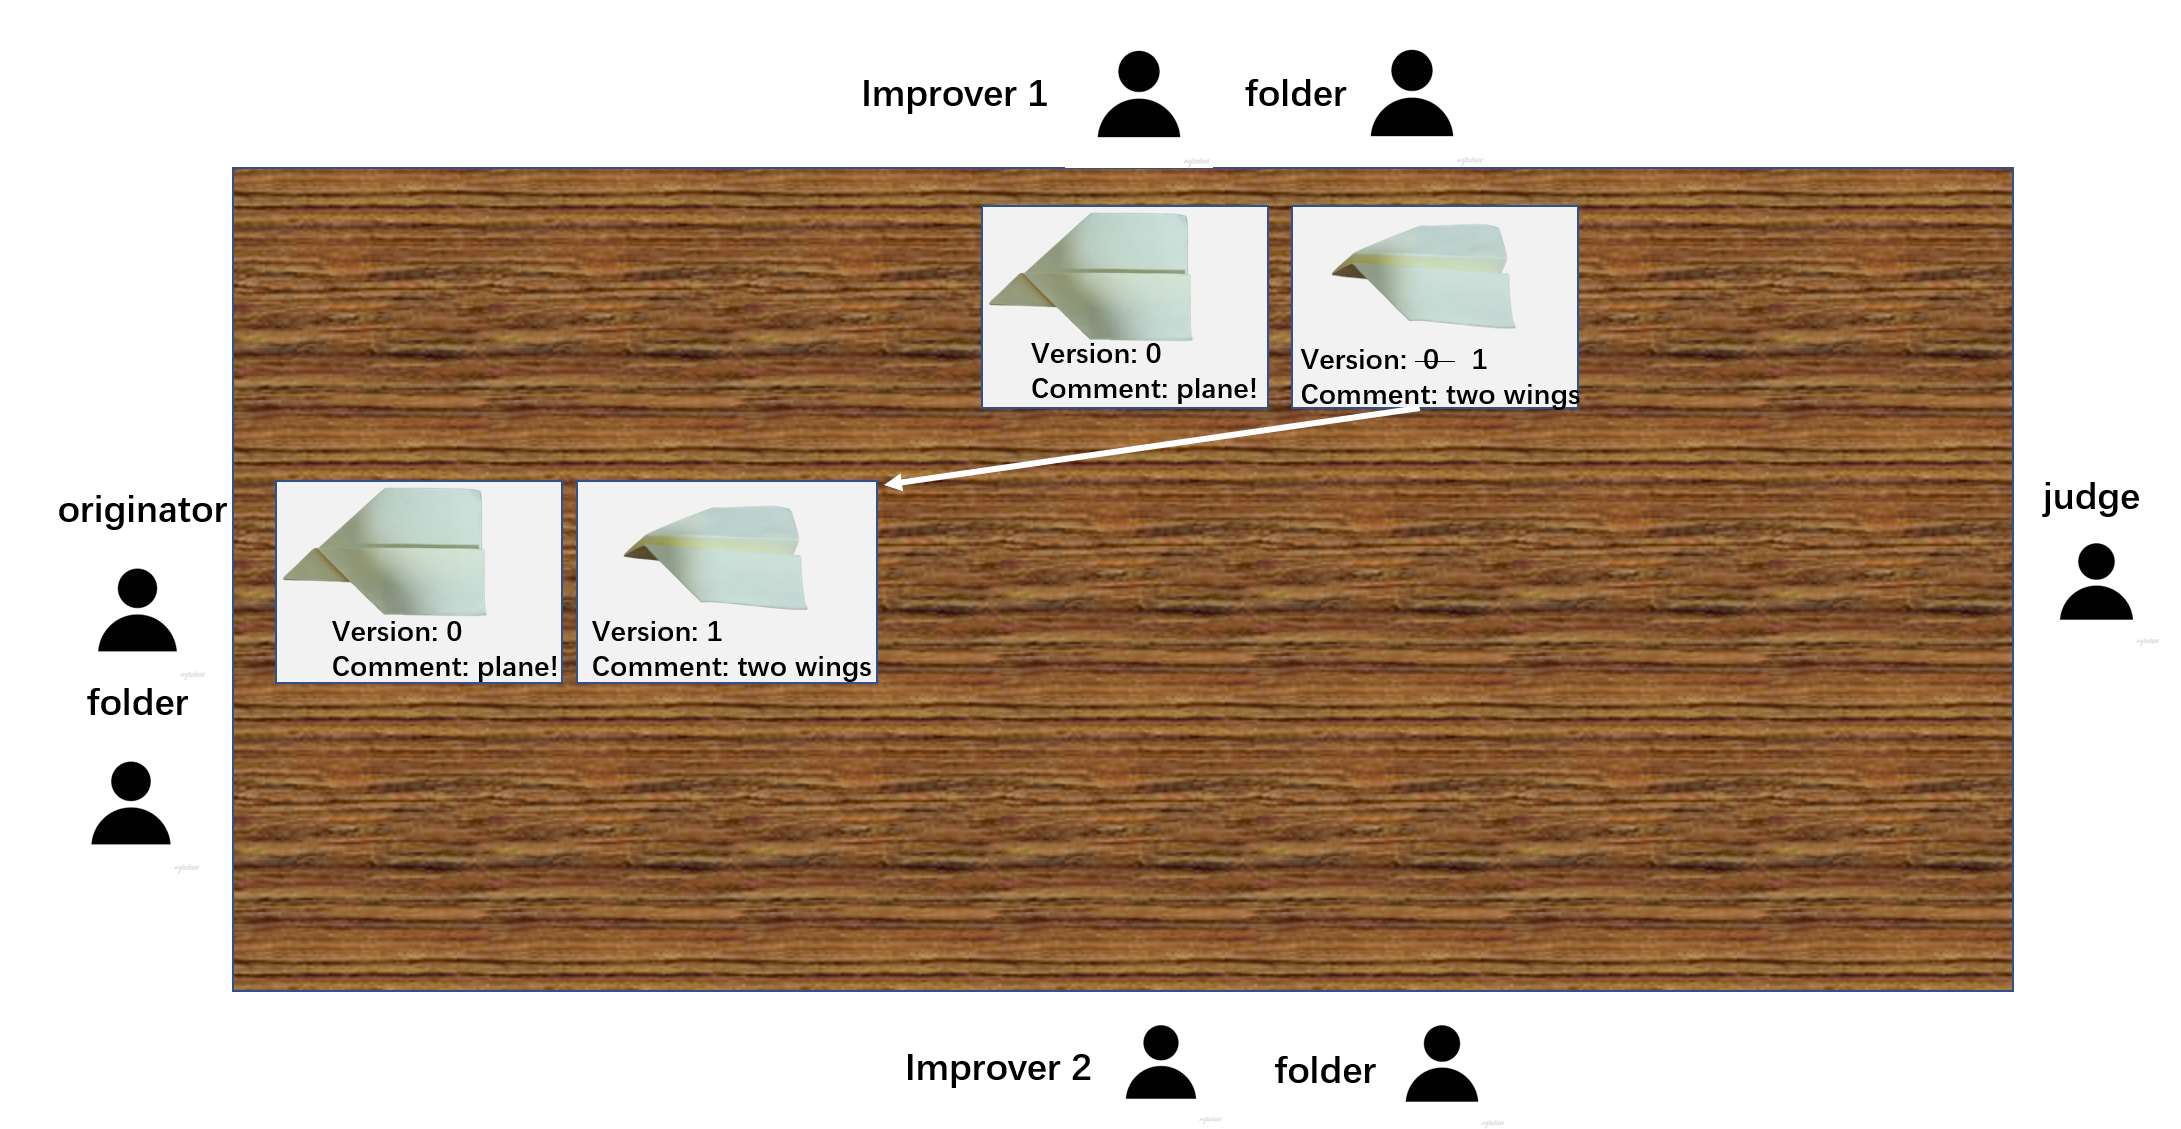 Improver 1
folder
Version: 0
Comment: plane!
Version: 0 1
Comment: two wings
originator
judge
Version: 0
Comment: plane!
Version: 1
Comment: two wings
folder
Improver 2
folder